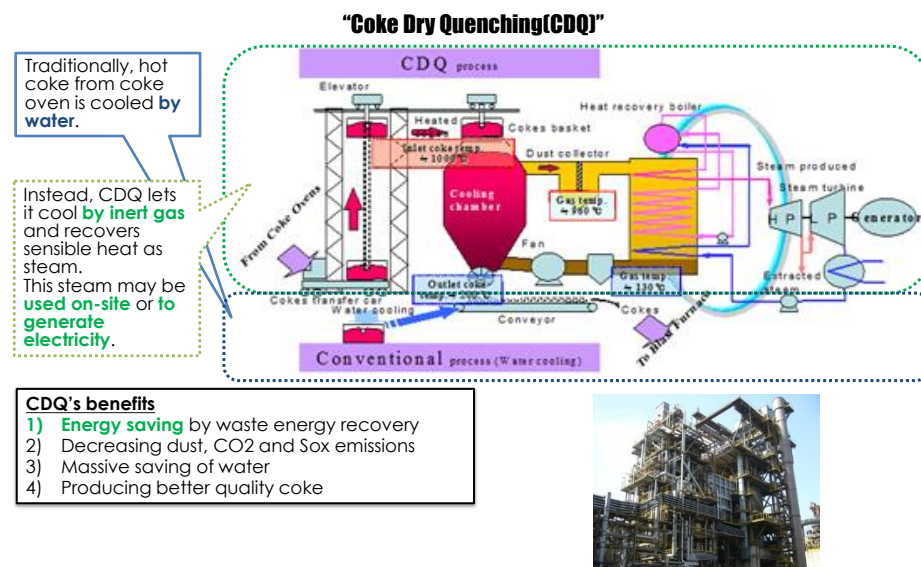 “Coke Dry Quenching(CDQ)”
CDQ process
Traditionally, hot
coke from coke
oven is cooled by
water.
Instead, CDQ lets
it cool by inert gas
and recovers
sensible heat as
steam.
This steam may be
used on-site or to
generate
electricity.
Elevator
Heated
Cokes basket
Inlet coke temp.
≒ 1000℃
Dust collector
Heat recovery boiler
Steam produced
Steam turbine
Cooling
chamber
Gas temp.
≒ 960℃
H P
L P
Generator
From Coke Ovens
Fan
Gas temp.
≒ 130℃
Extracted
steam
Cokes transfer car
Outlet coke
Water cooling
Conveyor
Cokes
To Blast Furnace
Conventional process (Water cooling)
CDQ’s benefits
1) Energy saving by waste energy recovery
2) Decreasing dust, CO2 and Sox emissions
3) Massive saving of water
4) Producing better quality coke